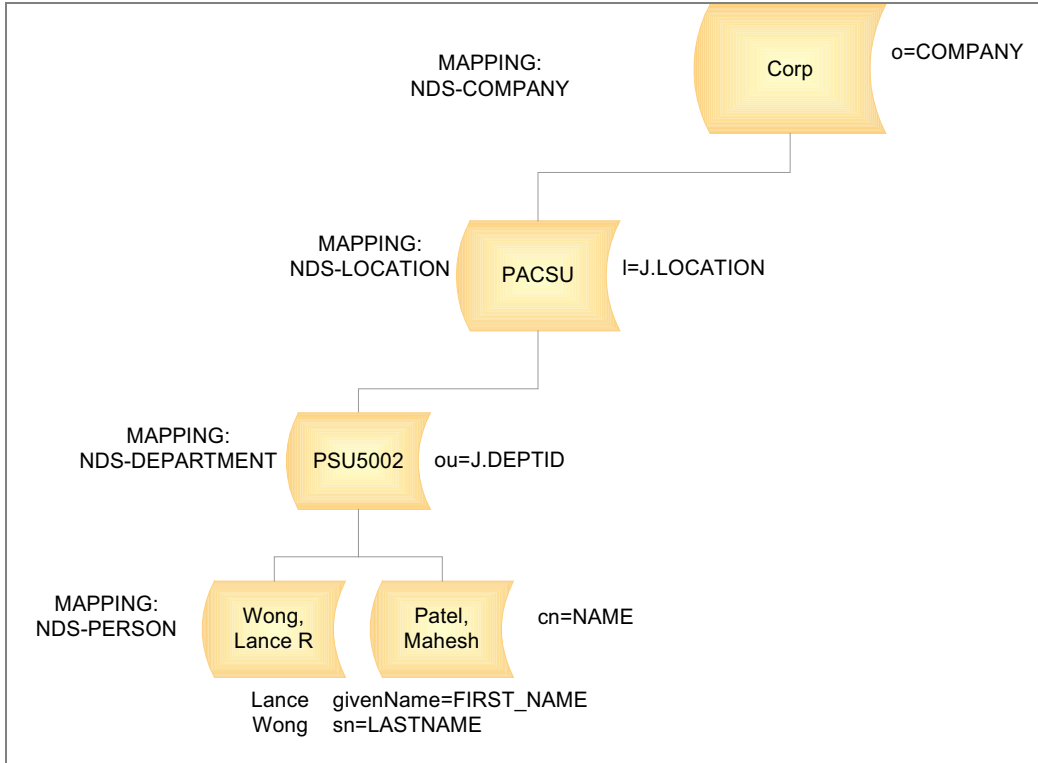 MAPPING:
NDS-COMPANY
Corp
o=COMPANY
MAPPING:
NDS-LOCATION
PACSU
l=J.LOCATION
MAPPING:
NDS-DEPARTMENT
PSU5002
ou=J.DEPTID
MAPPING:
NDS-PERSON
Wong,
Lance R
Patel,
Mahesh
cn=NAME
Lance givenName=FIRST_NAME
Wong sn=LASTNAME